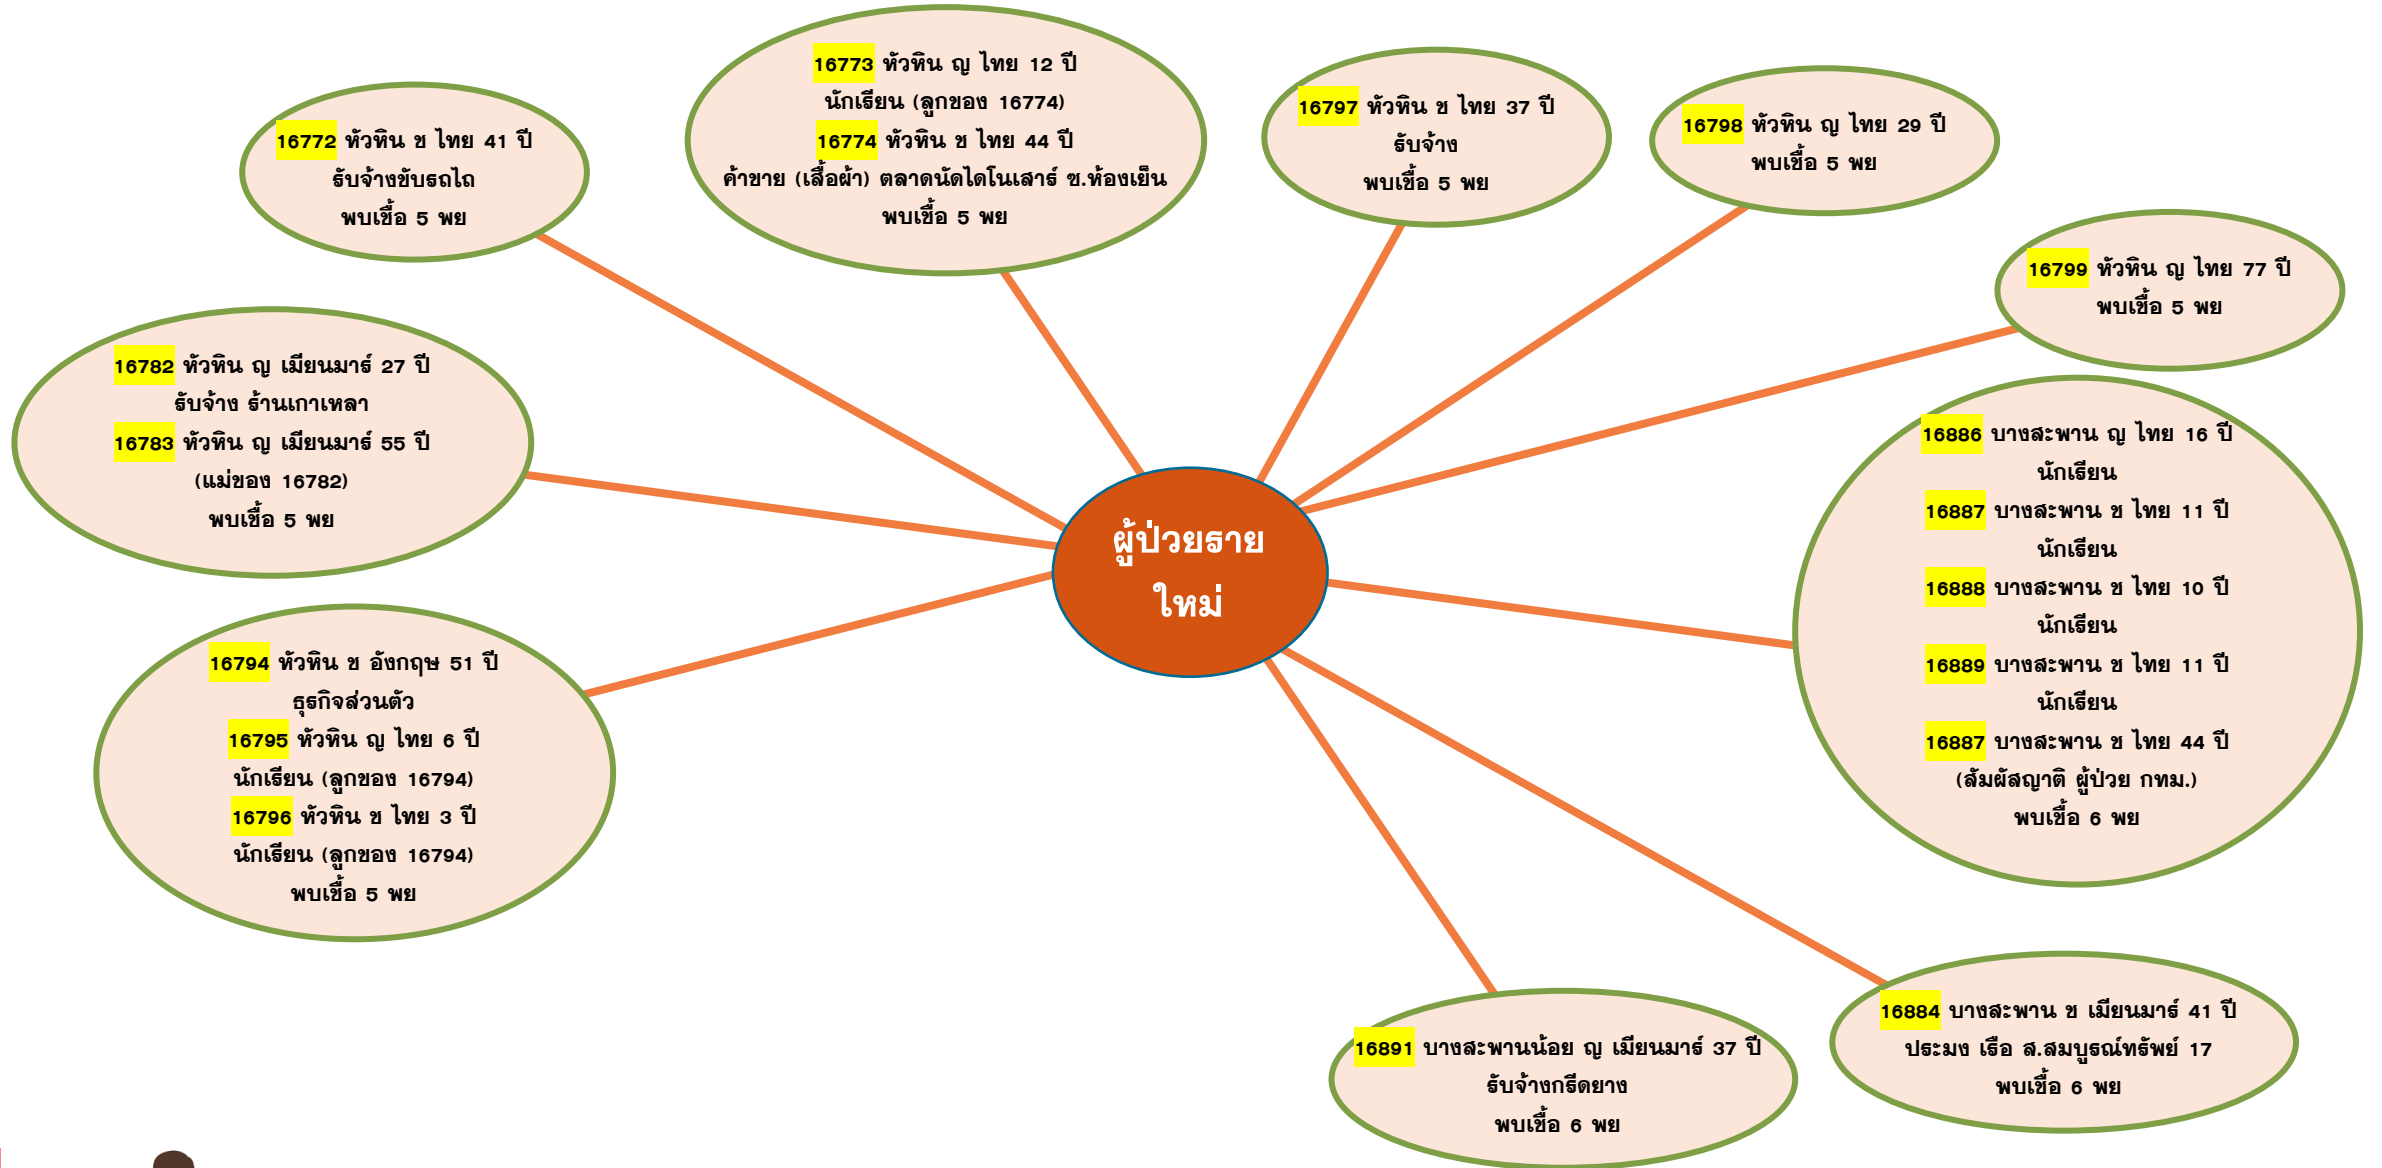 16773 หัวหิน ญ ไทย 12 ปี
นักเรียน (ลูกของ 16774)
16774 หัวหิน ช ไทย 44 ปี
ค้าขาย (เสื้อผ้า) ตลาดนัดไดโนเสาร์ ซ.ห้องเย็น
พบเชื้อ 5 พย
16772 หัวหิน ช ไทย 41 ปี
รับจ้างขับรถไถ
พบเชื้อ 5 พย
16797 หัวหิน ช ไทย 37 ปี
รับจ้าง
พบเชื้อ 5 พย
16798 หัวหิน ญ ไทย 29 ปี
พบเชื้อ 5 พย
16799 หัวหิน ญ ไทย 77 ปี
พบเชื้อ 5 พย
16782 หัวหิน ญ เมียนมาร์ 27 ปี
รับจ้าง ร้านเกาเหลา
16783 หัวหิน ญ เมียนมาร์ 55 ปี
(แม่ของ 16782)
พบเชื้อ 5 พย
ผู้ป่วยราย
ใหม่
16886 บางสะพาน ญ ไทย 16 ปี
นักเรียน
16887 บางสะพาน ช ไทย 11 ปี
นักเรียน
16888 บางสะพาน ช ไทย 10 ปี
นักเรียน
16889 บางสะพาน ช ไทย 11 ปี
นักเรียน
16887 บางสะพาน ช ไทย 44 ปี
(สัมผัสญาติ ผู้ป่วย กทม.)
พบเชื้อ 6 พย
16794 หัวหิน ช อังกฤษ 51 ปี
ธุรกิจส่วนตัว
16795 หัวหิน ญ ไทย 6 ปี
นักเรียน (ลูกของ 16794)
16796 หัวหิน ช ไทย 3 ปี
นักเรียน (ลูกของ 16794)
พบเชื้อ 5 พย
16891 บางสะพานน้อย ญ เมียนมาร์ 37 ปี
รับจ้างกรีดยาง
พบเชื้อ 6 พย
16884 บางสะพาน ช เมียนมาร์ 41 ปี
ประมง เรือ ส.สมบูรณ์ทรัพย์ 17
พบเชื้อ 6 พย